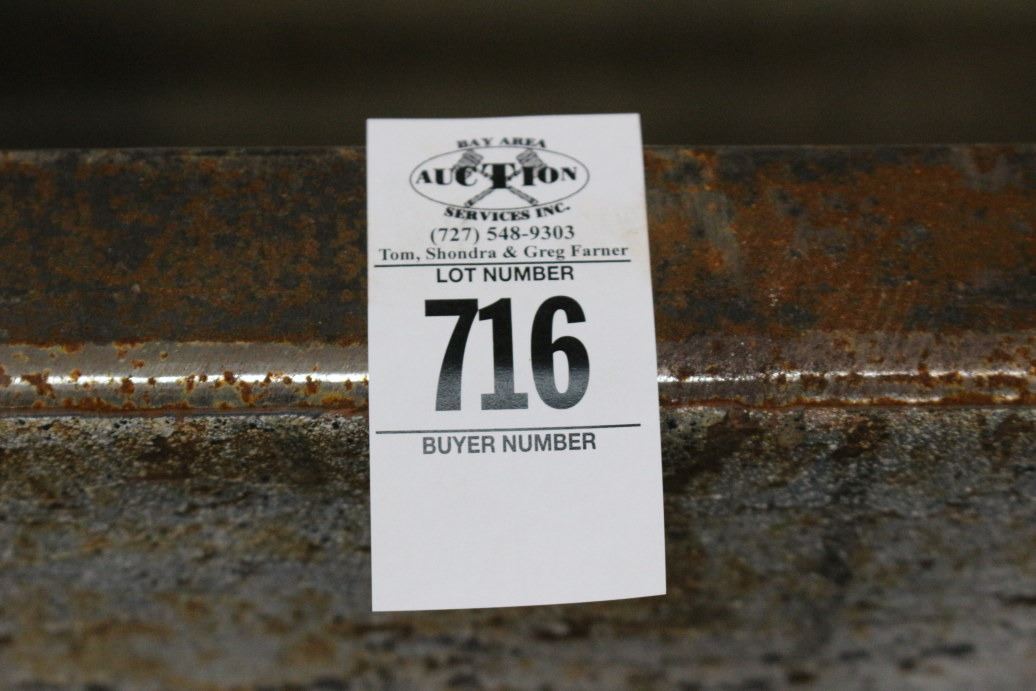 BAY AREA
AUCTION
SERVICES INC.
(727) 548-9303
Tom, Shondra & Greg Farner
LOT NUMBER
716
BUYER NUMBER